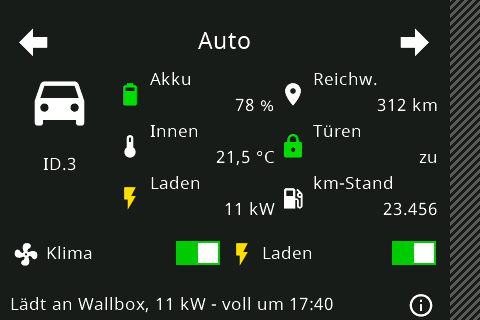 Auto
Akku
78 %
Reichw.
312 km
Innen
21,5 °C
Türen
zu
ID.3
Laden
11 kW
km-Stand
23.456
Klima
Laden
Lädt an Wallbox, 11 kW - voll um 17:40